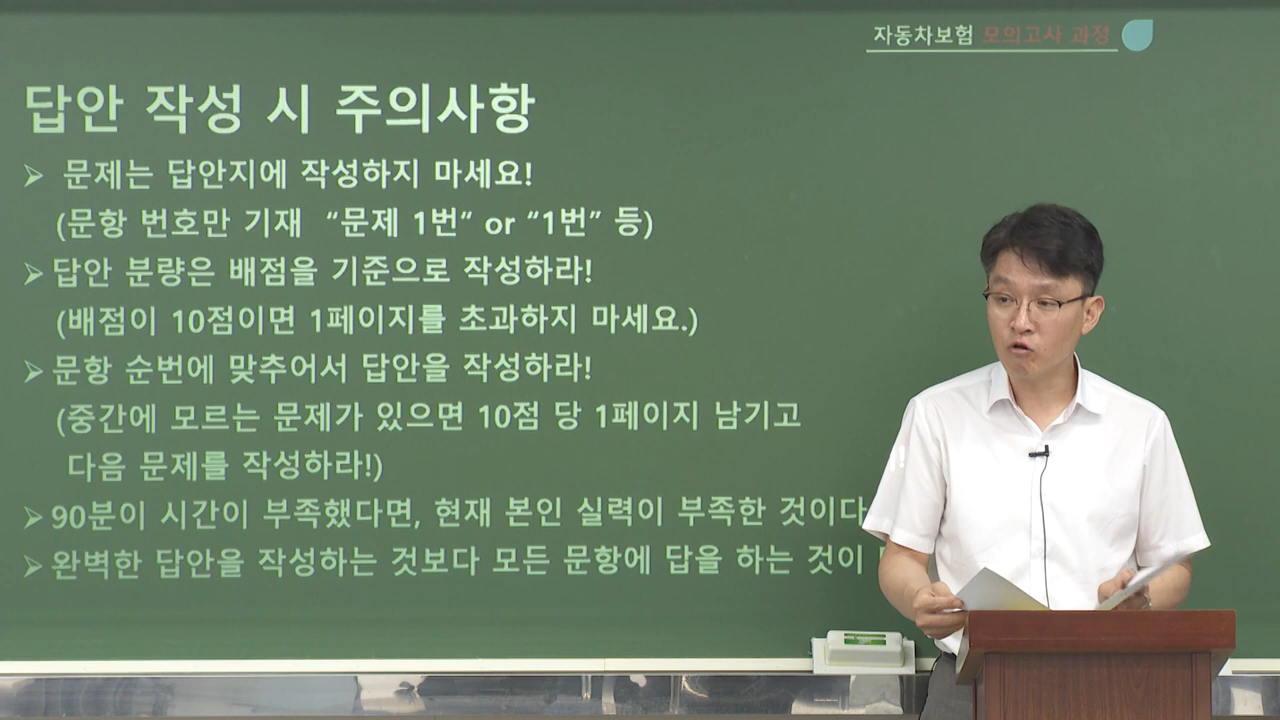 자동차보험 모의고사 과정
답안 작성 시 주의사항
➢ 문제는 답안지에 작성하지 마세요!
(문항 번호만 기재 “문제 1번” or “1번” 등)
➢ 답안 분량은 배점을 기준으로 작성하라!
(배점이 10점이면 1페이지를 초과하지 마세요.)
➢ 문항 순번에 맞추어서 답안을 작성하라!
(중간에 모르는 문제가 있으면 10점 당 1페이지 남기고
다음 문제를 작성하라!)
➢ 90분이 시간이 부족했다면, 현재 본인 실력이 부족한 것이다
➢ 완벽한 답안을 작성하는 것보다 모든 문항에 답을 하는 것이